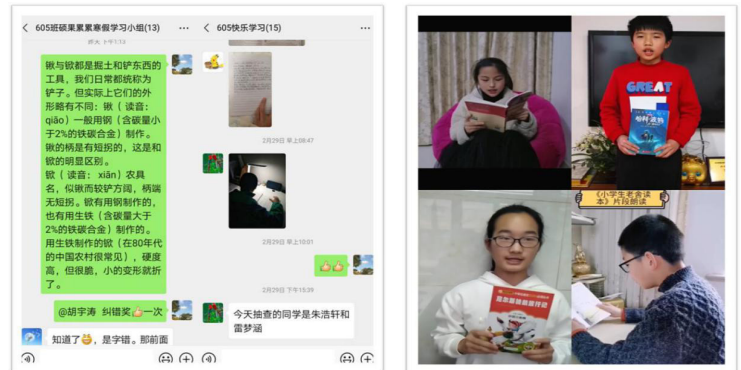 605班硕果累累寒假学习小组(13)
锹与锨都是掘土和铲东西的
工具，我们日常都统称为
铲子。但实际上它们的外
形略有不同：锹（ 读音：
qiāo）一般用钢（含碳量小
于2%的铁碳合金）制作。
锹的柄是有短拐的，这是和
锨的明显区别。
锨（ 读音： xiān）农具
名，似锹而较铲方阔，柄端
无短拐。锨有用钢制作的，
也有用生铁（含碳量大于
2%的铁碳合金）制作的。
用生铁制作的锨（在80年代
的中国农村很常见），硬度
高，但很脆，小的变形就折
了。
@胡宇涛 纠错奖👍一次
知道了😁，是字错。那前面
605快乐学习(15)
2月29日 早上08:47
2月29日 早上10:01
👍👍
2月29日 下午15:39
今天抽查的同学是朱浩轩和
雷梦涵
GREAT
《小学生老舍读
本》片段朗读